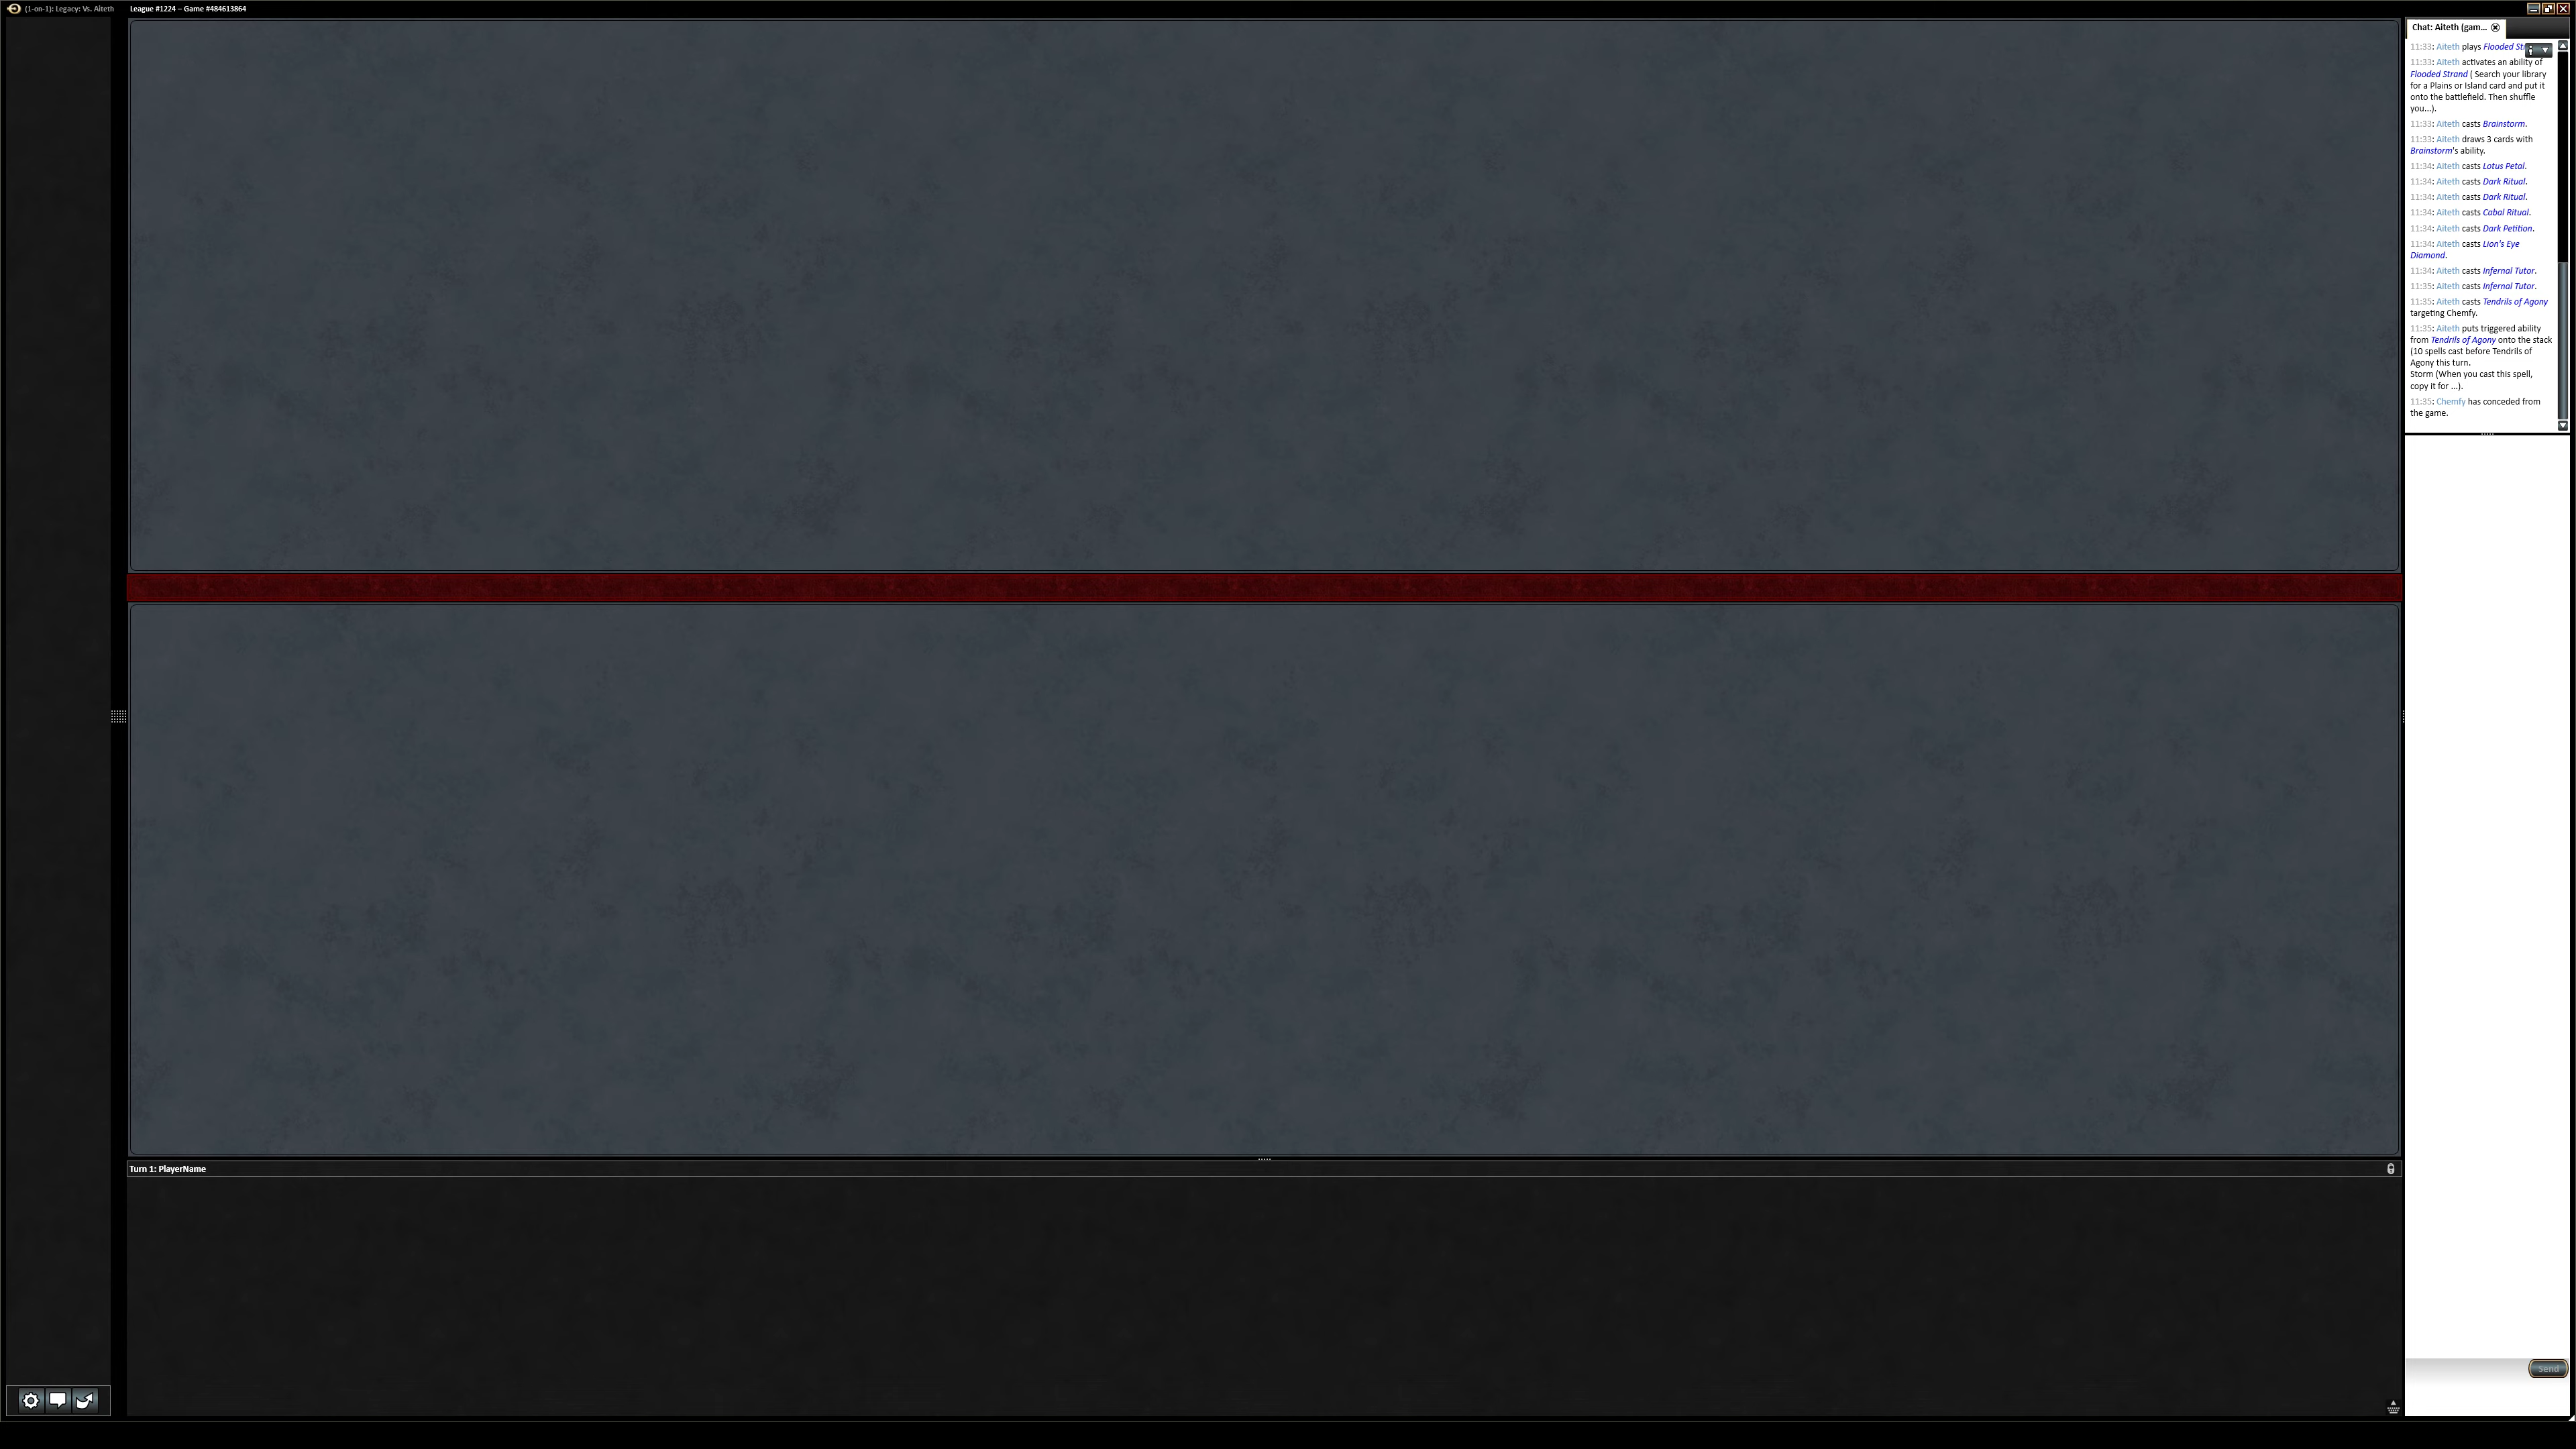 (1-on-1): Legacy: Vs. Aiteth
League #1224 – Game #484613864
Chat: Aiteth (gam...
11:33: Aiteth plays Flooded
11:33: Aiteth activates an ability of
Flooded Strand ( Search your library
for a Plains or Island card and put it
onto the battlefield. Then shuffle
you...).
11:33: Aiteth casts Brainstorm.
11:33: Aiteth draws 3 cards with
Brainstorm's ability.
11:34: Aiteth casts Lotus Petal.
11:34: Aiteth casts Dark Ritual.
11:34: Aiteth casts Dark Ritual.
11:34: Aiteth casts Cabal Ritual.
11:34: Aiteth casts Dark Petition.
11:34: Aiteth casts Lion's Eye
Diamond.
11:34: Aiteth casts Infernal Tutor.
11:35: Aiteth casts Infernal Tutor.
11:35: Aiteth casts Tendrils of Agony
targeting Chemfy.
11:35: Aiteth puts triggered ability
from Tendrils of Agony onto the stack
(10 spells cast before Tendrils of
Agony this turn.
Storm (When you cast this spell,
copy it for ...).
11:35: Chemfy has conceded from
the game.
Turn 1: PlayerName
Send